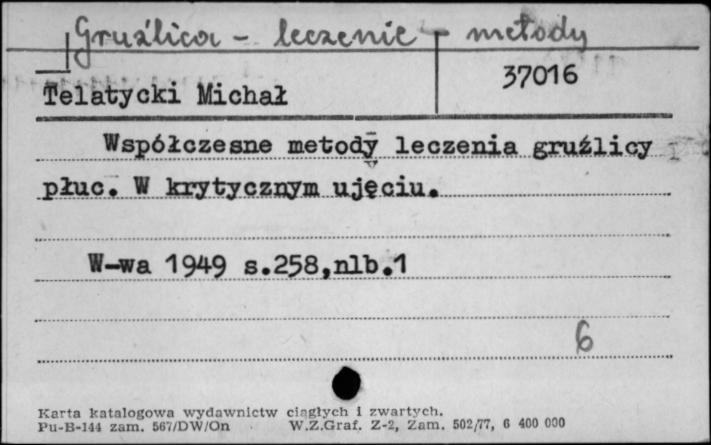 Gruźlica - leczenie - metody
37016
Telatycki Michał
Współczesne metody leczenia gruźlicy
płuc. W krytycznym ujęciu.
W-wa 1949 s.258,nlb.1
6
Karta katalogowa wydawnictw ciągłych i zwartych.
Pu-B-144 zam. 567/DW/On W.Z.Graf. Z-2, Zam. 502/77, 6 400 000